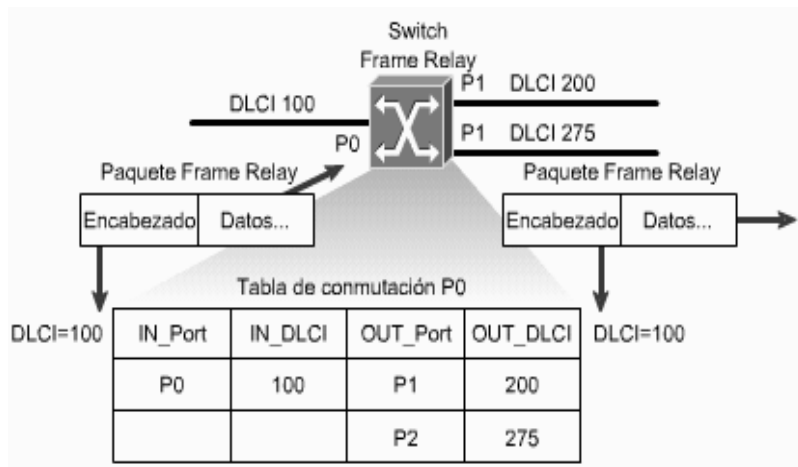 Switch
Frame Relay
P1 DLCI 200
DLCI 100
P0
P1 DLCI 275
Paquete Frame Relay
Paquete Frame Relay
Encabezado Datos...
Encabezado Datos...
Tabla de conmutación P0
DLCI=100
DLCI=100
IN_Port IN_DLCI OUT_Port OUT_DLCI
P0 100 P1 200
P2 275